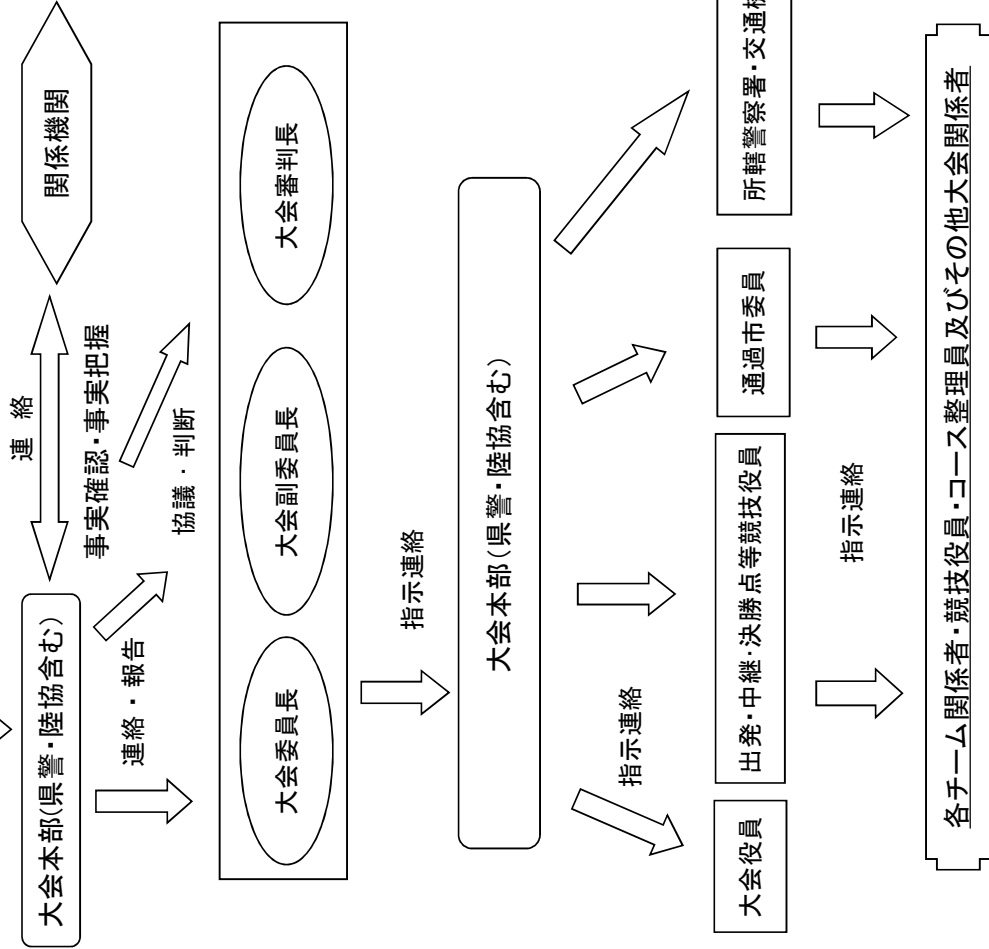 関係機関
連　絡
大会本部(県警・陸協含む)
事実確認・事実把握
連絡・報告
協議・判断
大会委員長
大会副委員長
大会審判長
指示連絡
大会本部(県警・陸協含む)
指示連絡
大会役員
出発・中継・決勝点等競技役員
通過市委員
所轄警察署・交通
指示連絡
各チーム関係者・競技役員・コース整理員及びその他大会関係者